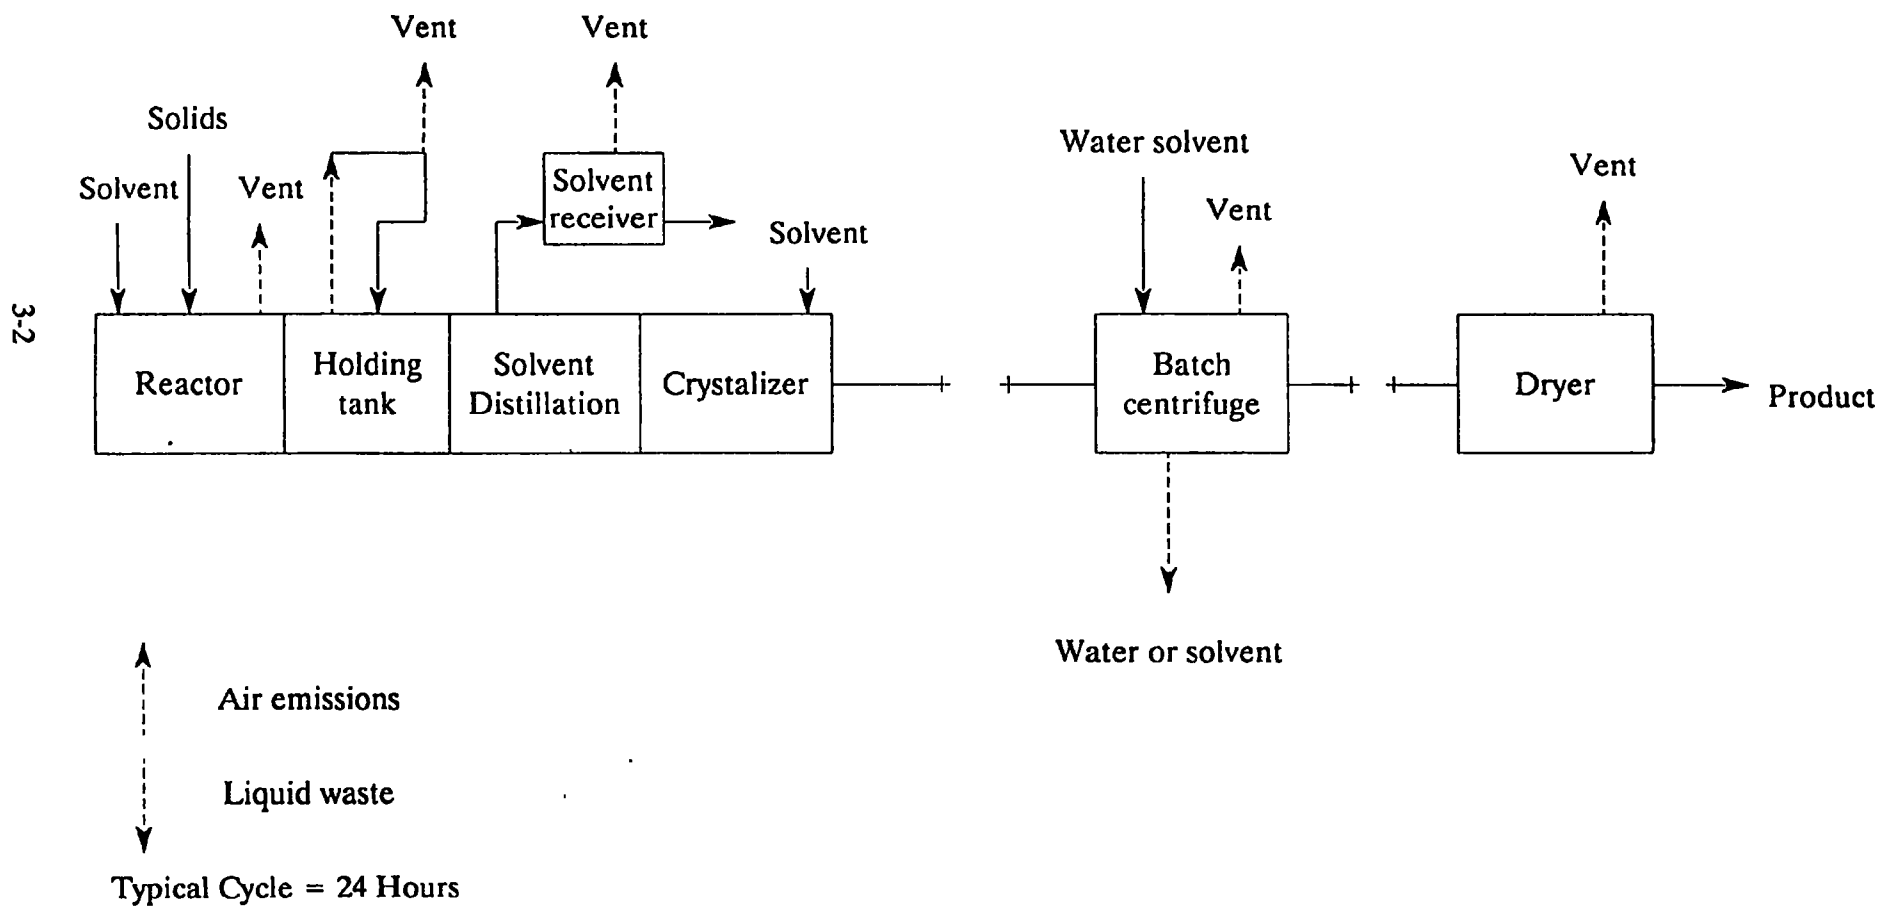 Vent
Vent
Solids
Water solvent
Vent
Solvent
Vent
Solvent
receiver
Vent
Solvent
3-2
Reactor
Holding
tank
Solvent
Distillation
Crystalizer
Batch
centrifuge
Dryer
Product
Water or solvent
Air emissions
Liquid waste
Typical Cycle = 24 Hours